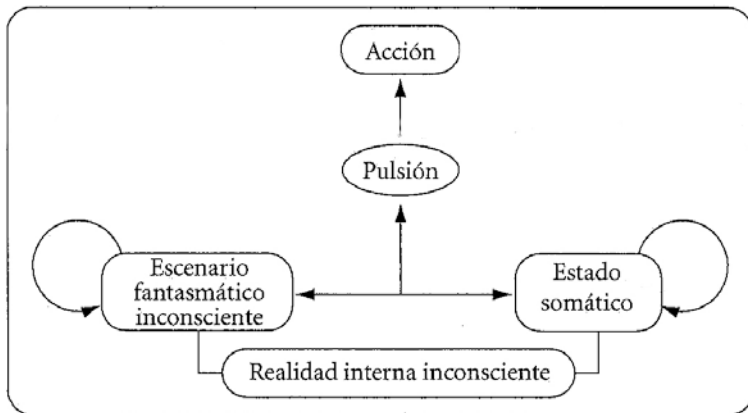 Acción
Pulsión
Escenario
fantasmático
inconsciente
Estado
somático
Realidad interna inconsciente